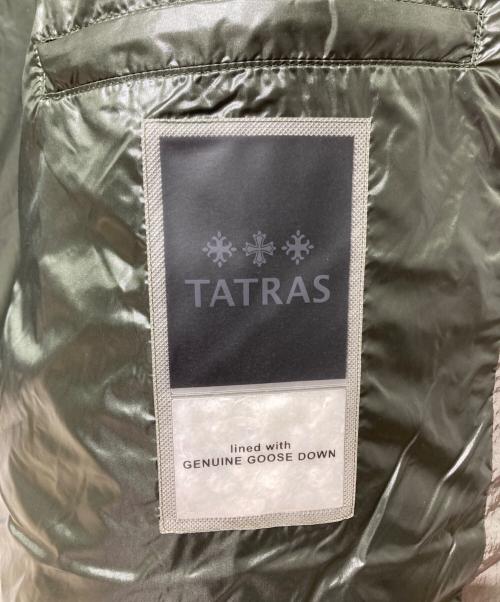 TATRAS
lined with
GENUINE GOOSE DOWN